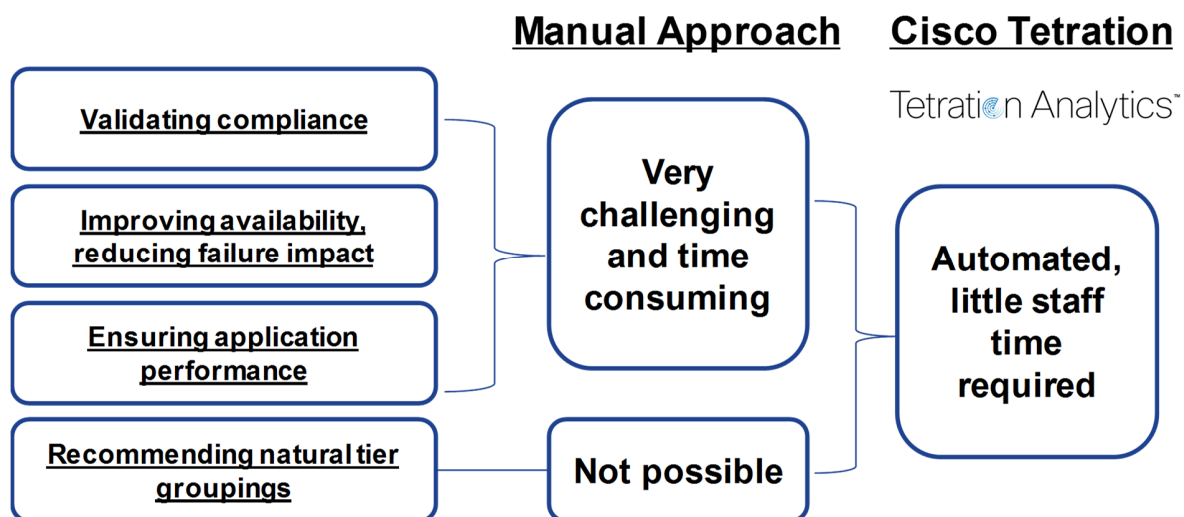 Manual Approach
Cisco Tetration
Tetration Analytics™
Validating compliance
Improving availability,
reducing failure impact
Ensuring application
performance
Recommending natural tier
groupings
Very
challenging
and time
consuming
Not possible
Automated,
little staff
time
required